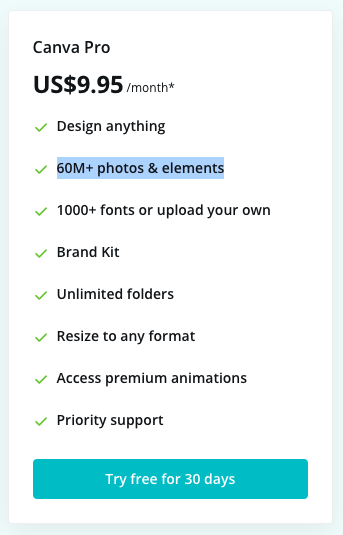 Canva Pro
US$9.95 /month*
Design anything
60M+ photos & elements
1000+ fonts or upload your own
Brand Kit
Unlimited folders
Resize to any format
Access premium animations
Priority support
Try free for 30 days